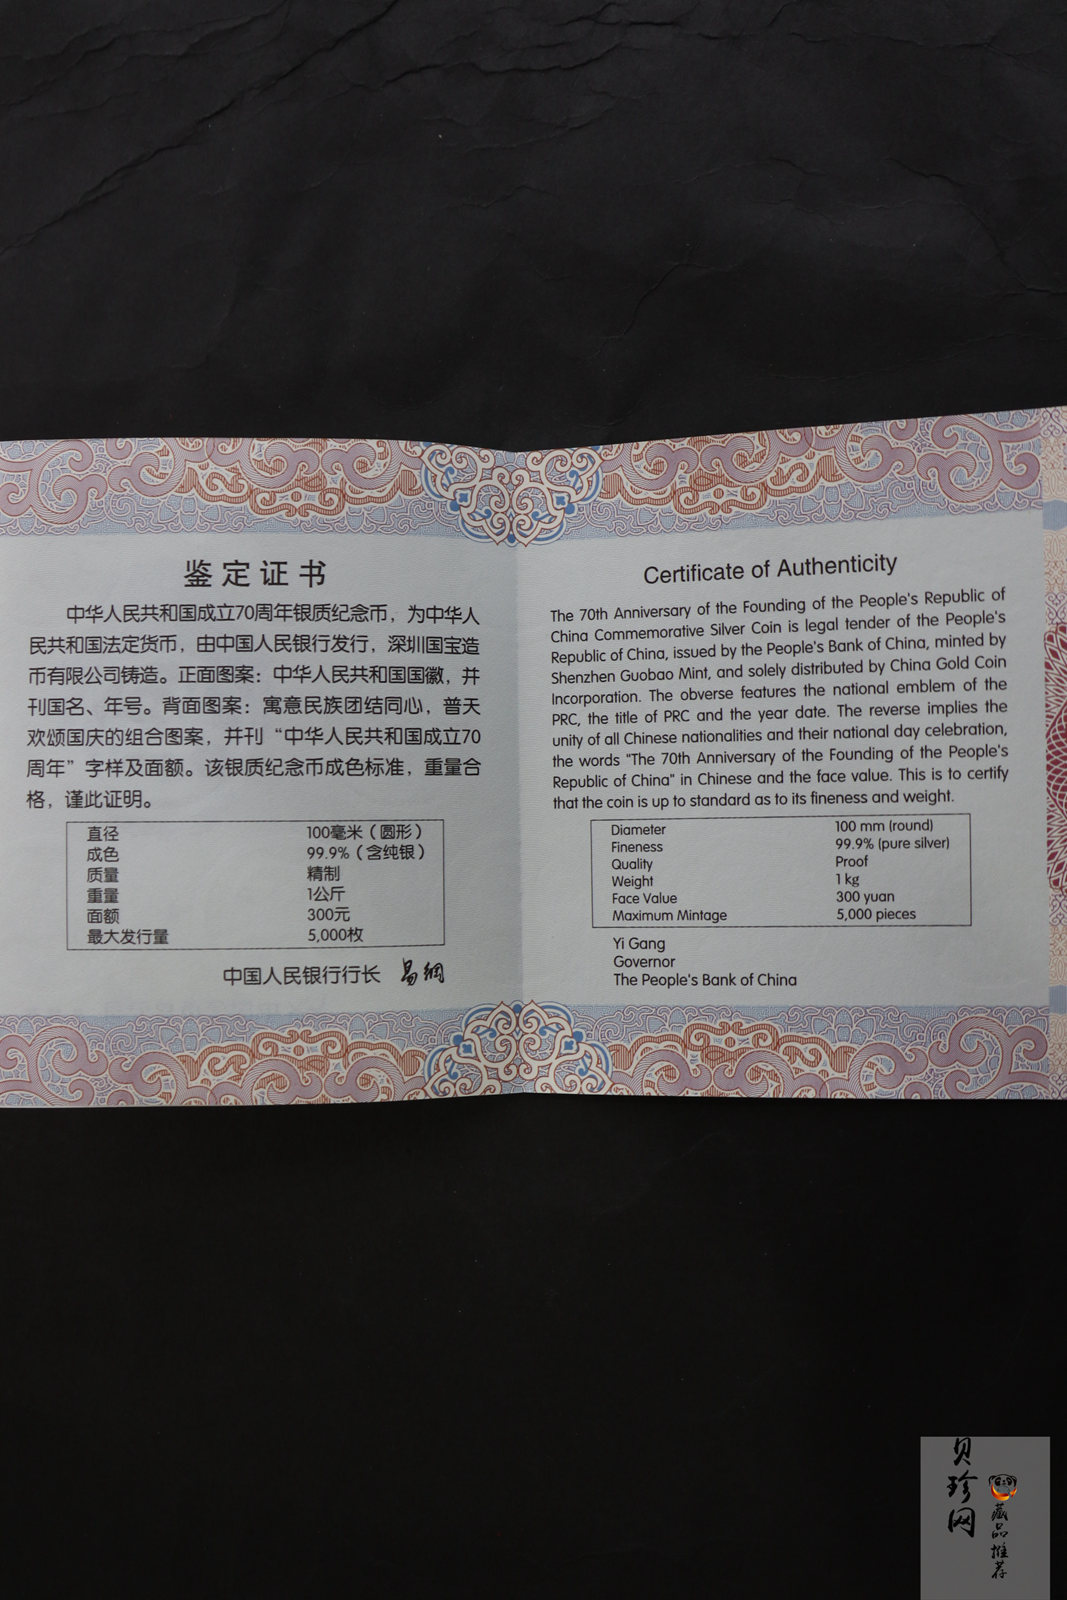 鉴定证书
中华人民共和国成立70周年银质纪念币，为中华人
民共和国法定货币，由中国人民银行发行，深圳国宝造
币有限公司铸造。正面图案：中华人民共和国国徽，并
刊国名、年号。背面图案：寓意民族团结同心，普天
欢颂国庆的组合图案，并刊“中华人民共和国成立70
周年”字样及面额。该银质纪念币成色标准，重量合
格，谨此证明。
直径 100毫米（圆形）
成色 99.9%（含纯银）
质量 精制
重量 1公斤
面额 300元
最大发行量 5,000枚
中国人民银行行长 易纲
Certificate of Authenticity
The 70th Anniversary of the Founding of the People's Republic of
China Commemorative Silver Coin is legal tender of the People's
Republic of China, issued by the People's Bank of China, minted by
Shenzhen Guobao Mint, and solely distributed by China Gold Coin
Incorporation. The obverse features the national emblem of the
PRC, the title of PRC and the year date. The reverse implies the
unity of all Chinese nationalities and their national day celebration,
the words "The 70th Anniversary of the Founding of the People's
Republic of China" in Chinese and the face value. This is to certify
that the coin is up to standard as to its fineness and weight.
Diameter 100 mm (round)
Fineness 99.9% (pure silver)
Quality Proof
Weight 1 kg
Face Value 300 yuan
Maximum Mintage 5,000 pieces
Yi Gang
Governor
The People's Bank of China
贝珍网
藏品推荐